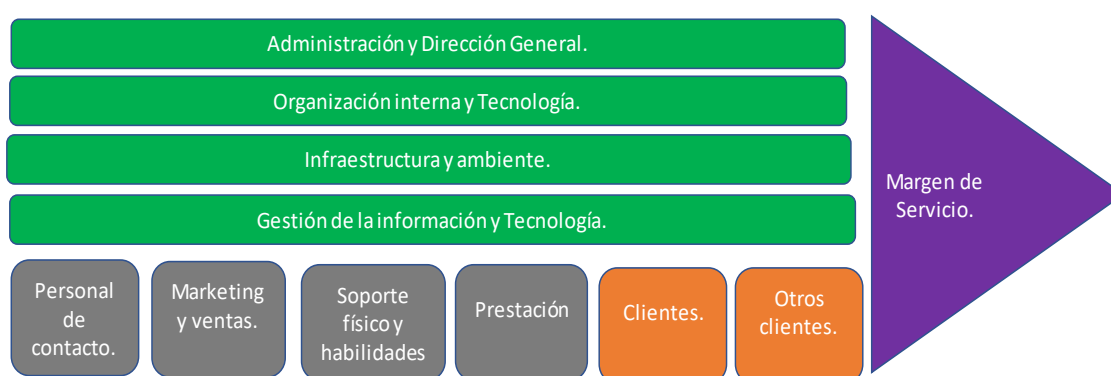 Administración y Dirección General.
Organización interna y Tecnología.
Infraestructura y ambiente.
Gestión de la información y Tecnología.
Margen de
Servicio.
Personal
de
contacto.
Marketing
y ventas.
Soporte
físico y
habilidades
Prestación
Clientes.
Otros
clientes.